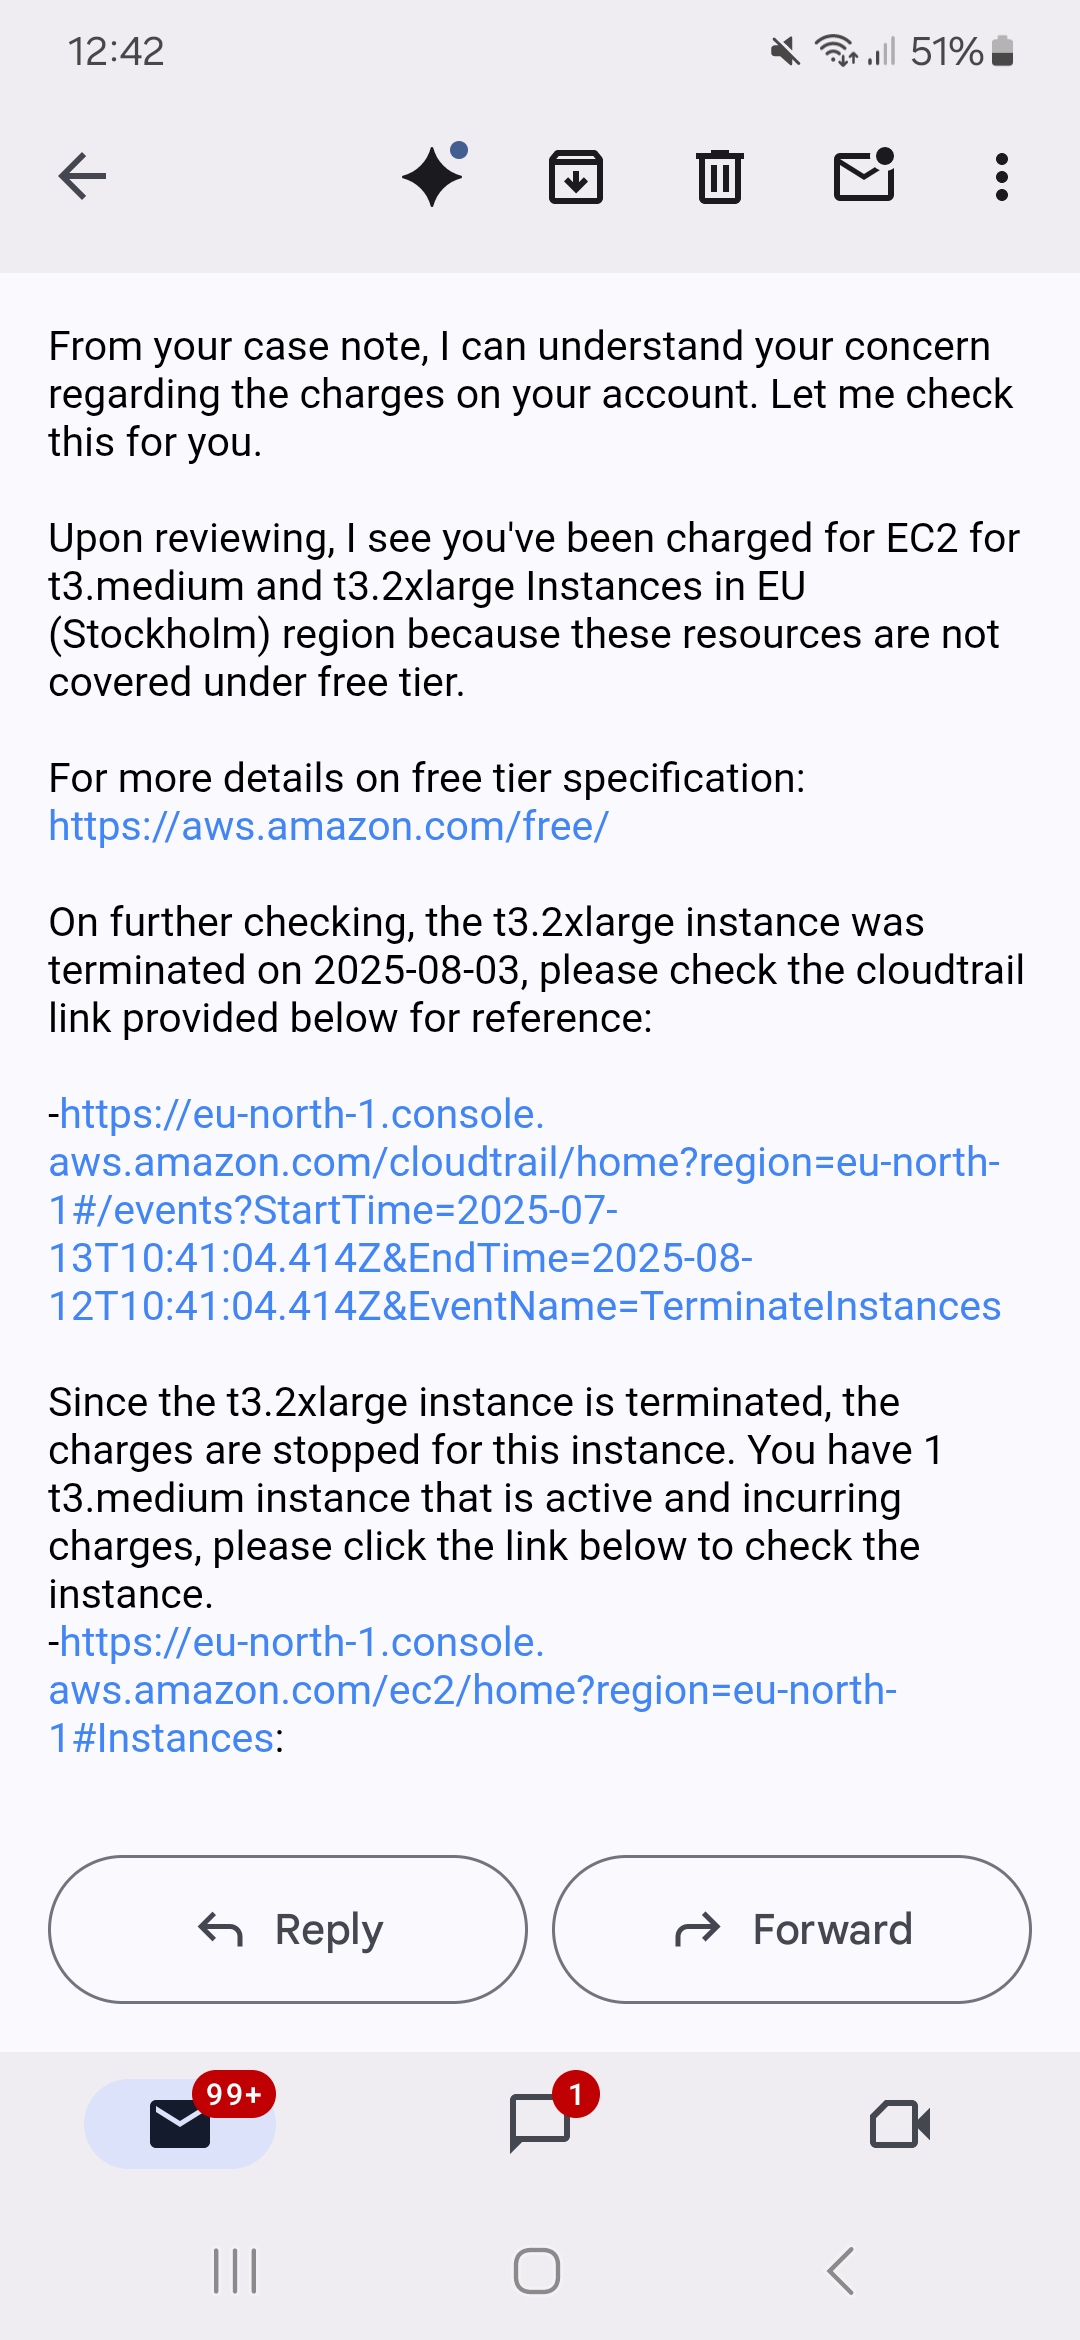 12:42
51%
From your case note, I can understand your concern
regarding the charges on your account. Let me check
this for you.
Upon reviewing, I see you've been charged for EC2 for
t3.medium and t3.2xlarge Instances in EU
(Stockholm) region because these resources are not
covered under free tier.
For more details on free tier specification:
https://aws.amazon.com/free/
On further checking, the t3.2xlarge instance was
terminated on 2025-08-03, please check the cloudtrail
link provided below for reference:
-https://eu-north-1.console.
aws.amazon.com/cloudtrail/home?region=eu-north-
1#/events?StartTime=2025-07-
13T10:41:04.414Z&EndTime=2025-08-
12T10:41:04.414Z&EventName=TerminateInstances
Since the t3.2xlarge instance is terminated, the
charges are stopped for this instance. You have 1
t3.medium instance that is active and incurring
charges, please click the link below to check the
instance.
-https://eu-north-1.console.
aws.amazon.com/ec2/home?region=eu-north-
1#Instances:
Reply
Forward
99+
1